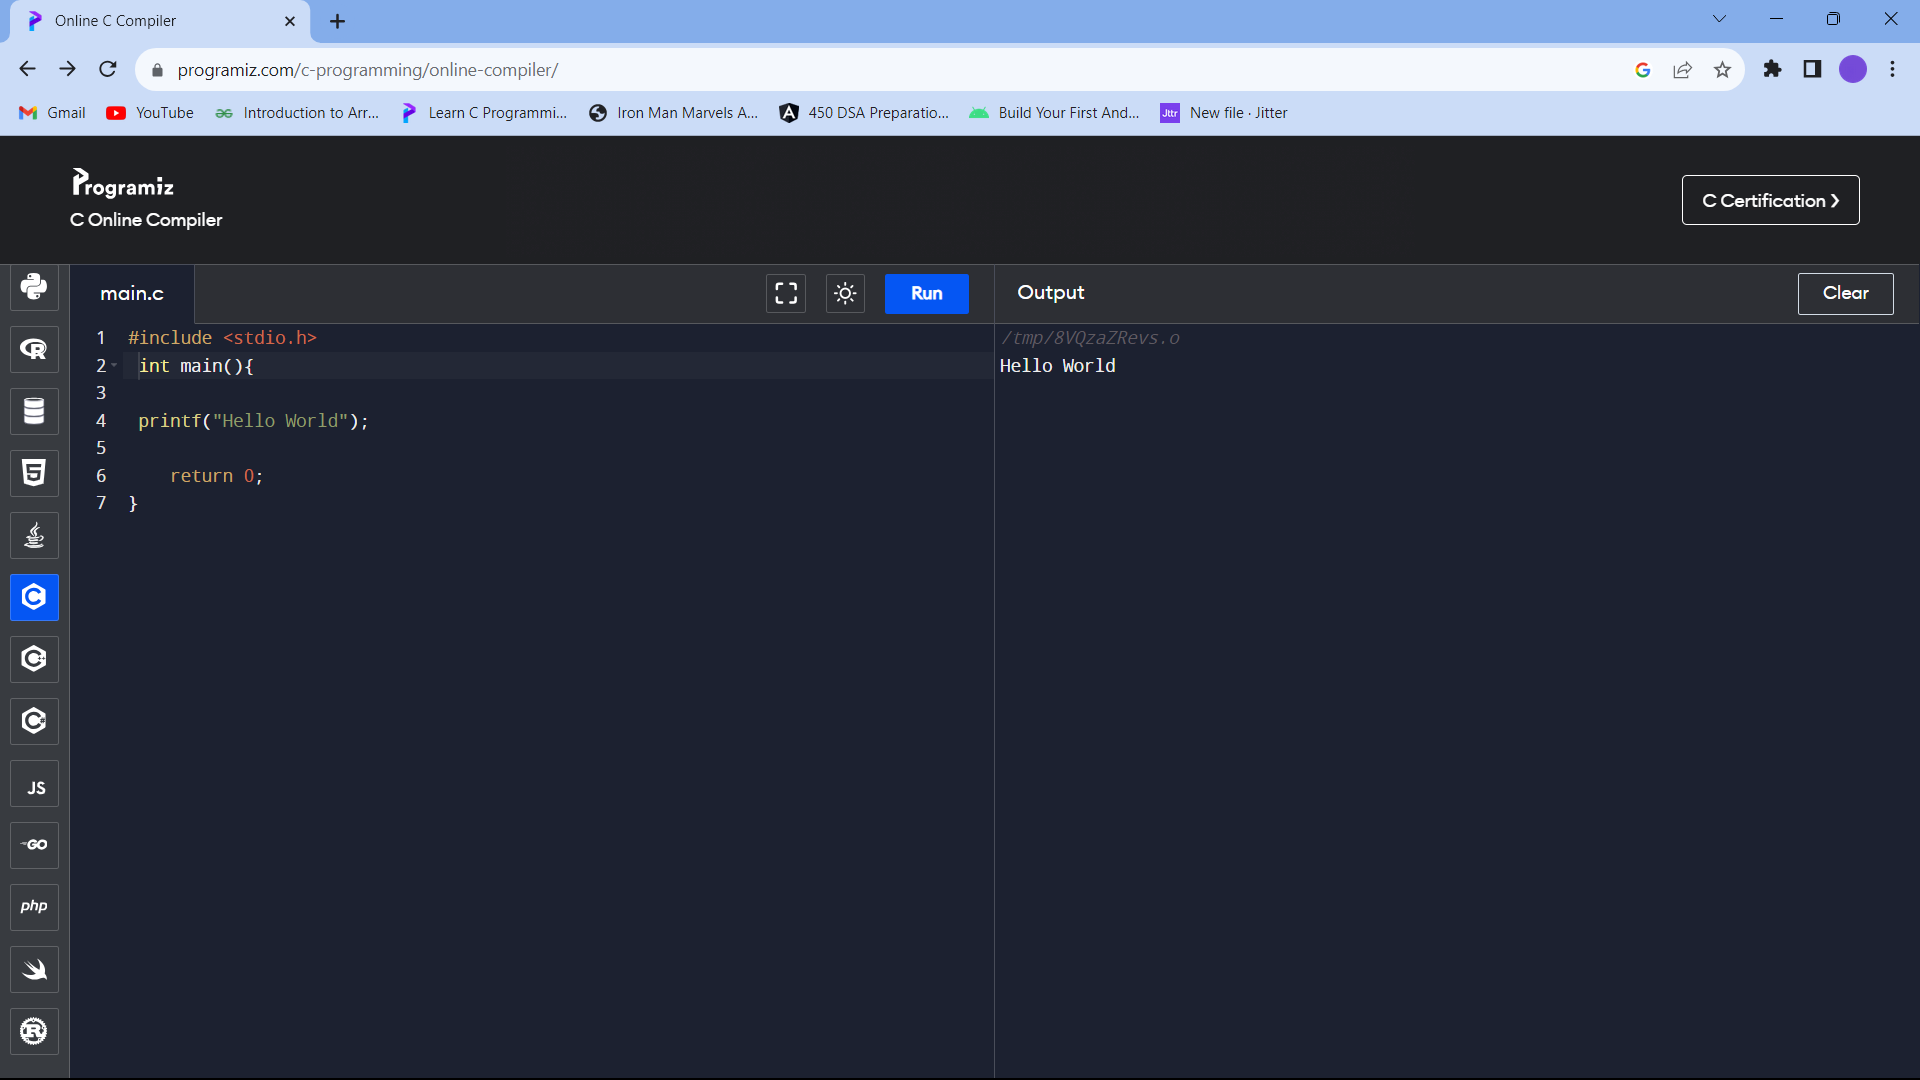 Online C Compiler
programiz.com/c-programming/online-compiler/
Gmail YouTube Introduction to Arr... Learn C Programmi... Iron Man Marvels A... 450 DSA Preparatio... Build Your First And... Jttr New file · Jitter
Programiz
C Online Compiler
C Certification ❯
main.c Run Output Clear
1 #include <stdio.h>
2 int main(){
3
4 printf("Hello World");
5
6 return 0;
7 }
/tmp/8VQzaZRevs.o
Hello World
R
5
C
C
C#
JS
GO
php
R